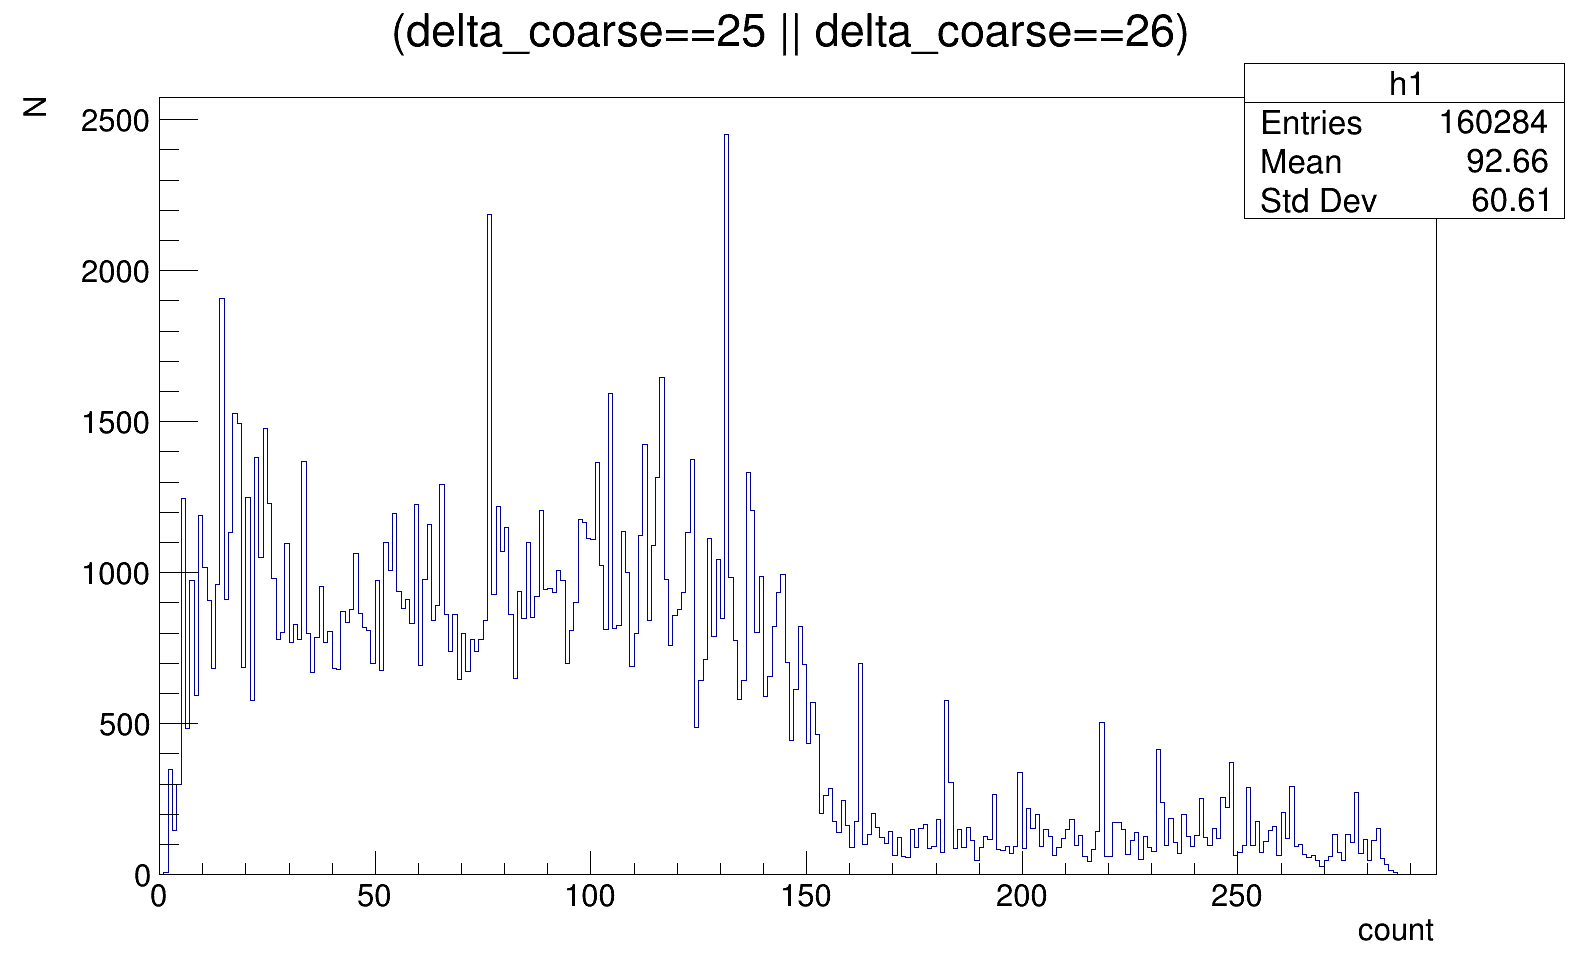 (delta_coarse==25 || delta_coarse==26)
h1
Entries 160284
Mean 92.66
Std Dev 60.61
N
2500
2000
1500
1000
500
0
0 50 100 150 200 250
count